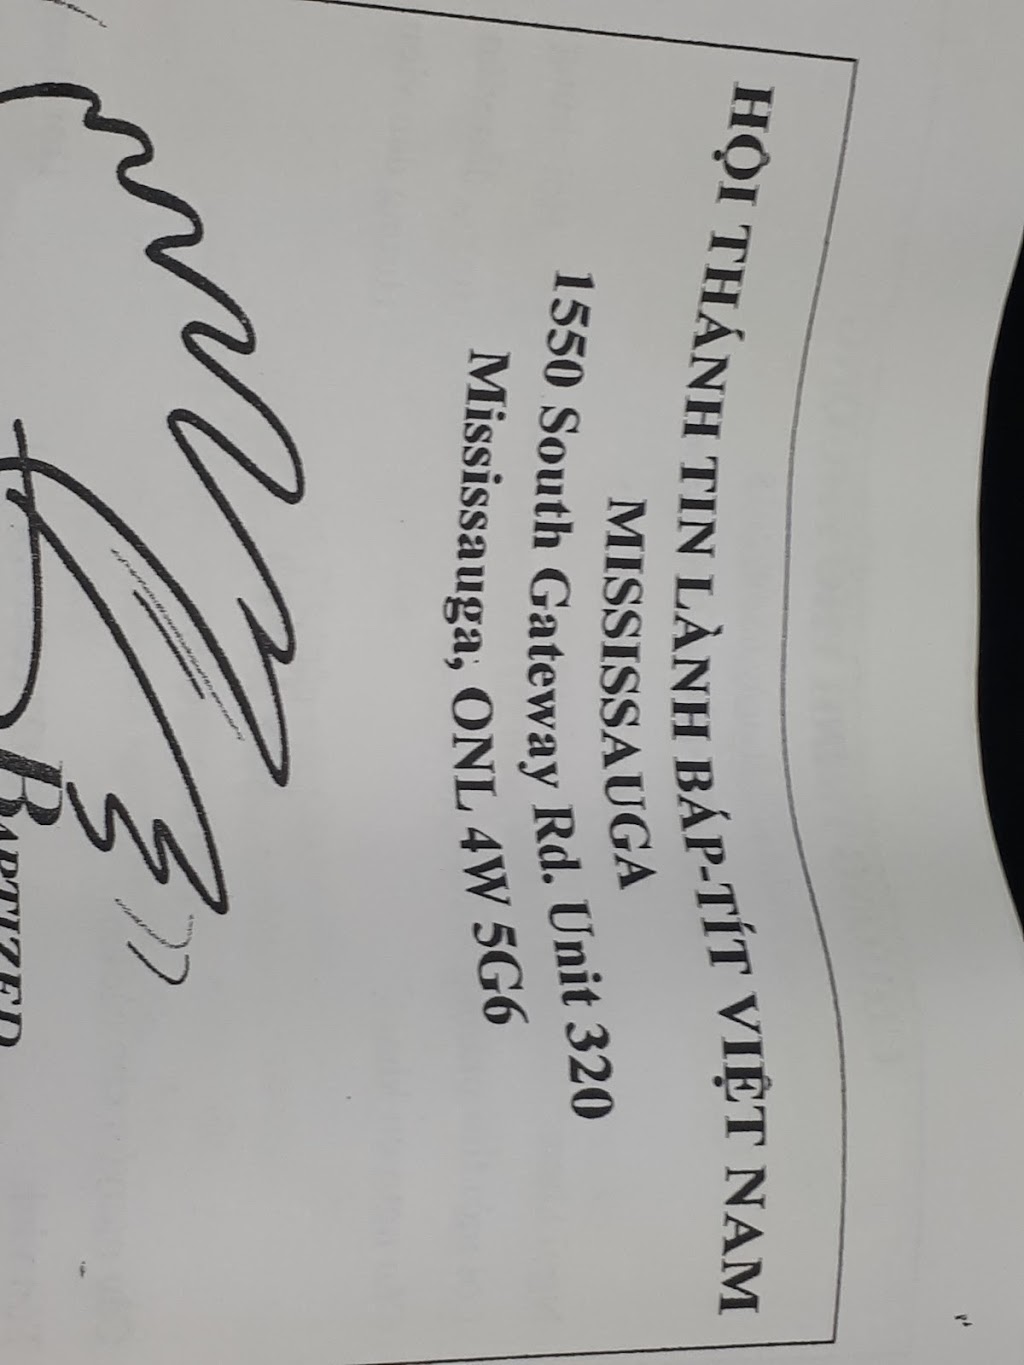 HỘI THÁNH TIN LÀNH BÁP-TÍT VIỆT NAM
MISSISSAUGA
1550 South Gateway Rd. Unit 320
Mississauga, ONL 4W 5G6
BAPTIZED